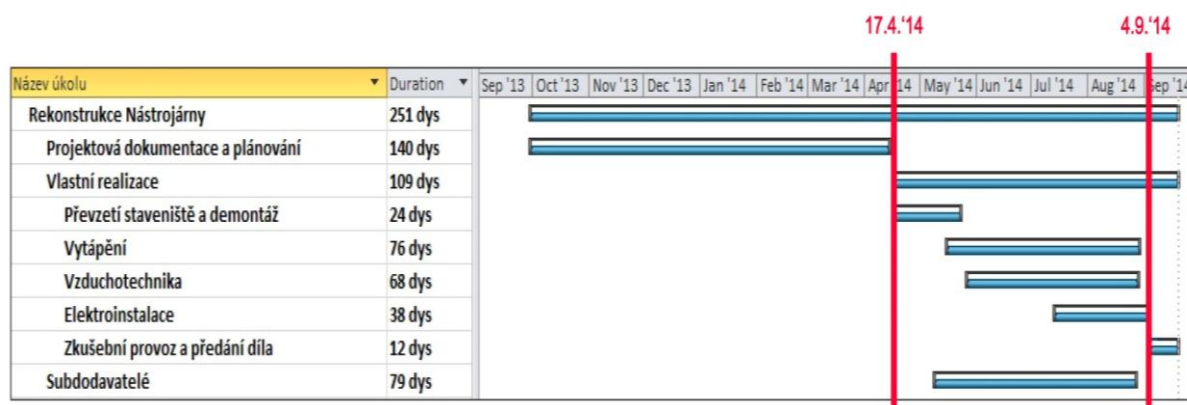 17.4.‘14 4.9.‘14
Název úkolu Duration Sep '13 Oct '13 Nov '13 Dec '13 Jan '14 Feb '14 Mar '14 Apr '14 May '14 Jun '14 Jul '14 Aug '14 Sep '14
Rekonstrukce Nástrojárny 251 dys
Projektová dokumentace a plánování 140 dys
Vlastní realizace 109 dys
Převzetí staveniště a demontáž 24 dys
Vytápění 76 dys
Vzduchotechnika 68 dys
Elektroinstalace 38 dys
Zkušební provoz a předání díla 12 dys
Subdodavatelé 79 dys